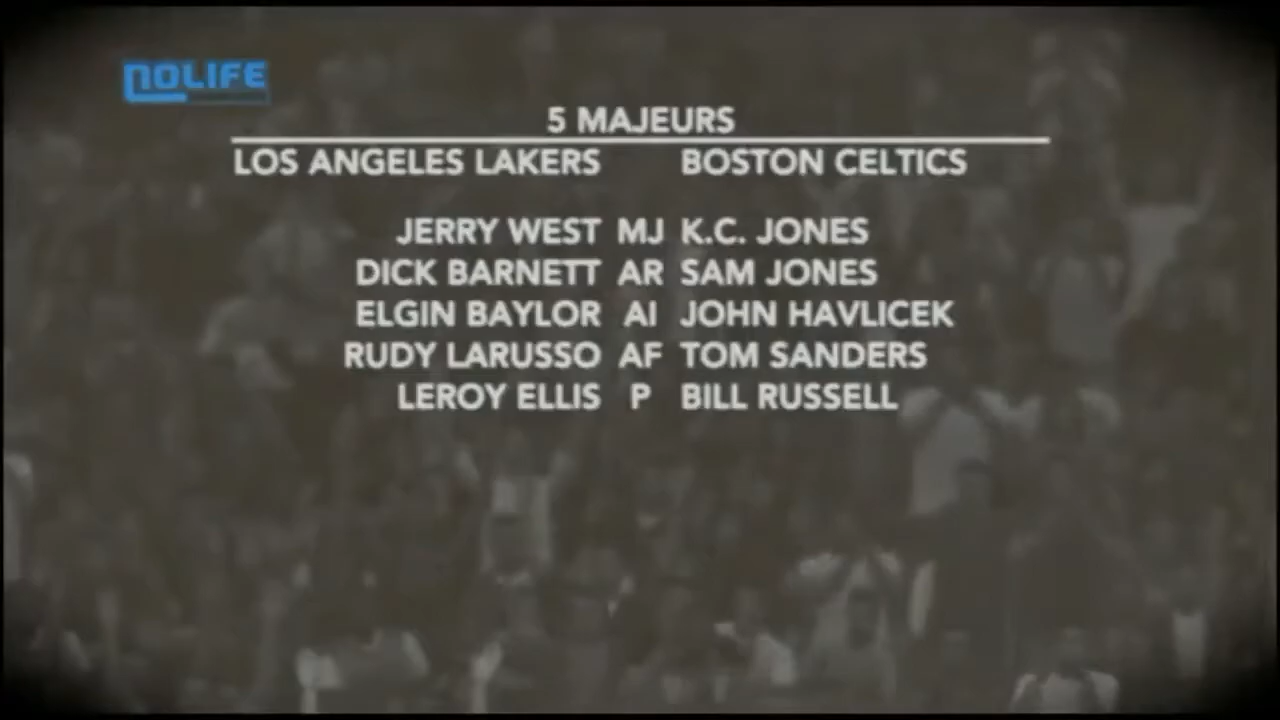 NOLIFE
5 MAJEURS
LOS ANGELES LAKERS BOSTON CELTICS
JERRY WEST MJ K.C. JONES
DICK BARNETT AR SAM JONES
ELGIN BAYLOR AI JOHN HAVLICEK
RUDY LARUSSO AF TOM SANDERS
LEROY ELLIS P BILL RUSSELL